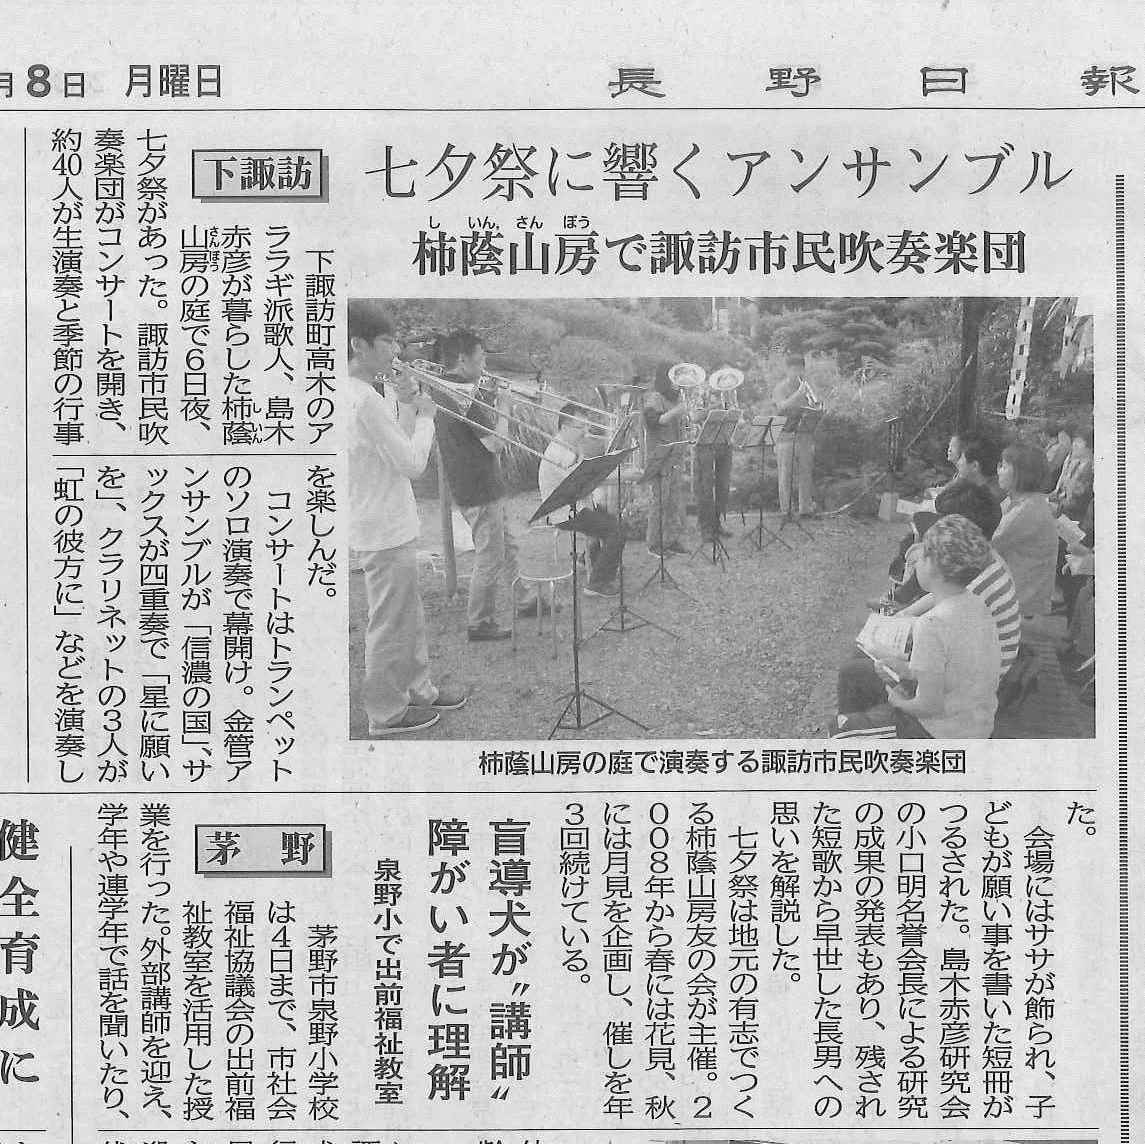 月8日 月曜日
長野日報
七夕祭に響くアンサンブル
し いん さん ぼう
柿蔭山房で諏訪市民吹奏楽団
下諏訪
下諏訪町高木のア
ララギ派歌人、島木
赤彦が暮らした柿蔭
しいん
山房の庭で6日夜、
さんぼう
七夕祭があった。諏訪市民吹
奏楽団がコンサートを開き、
約40人が生演奏と季節の行事
を楽しんだ。
コンサートはトランペット
のソロ演奏で幕開け。金管ア
ンサンブルが「信濃の国」、サ
ックスが四重奏で「星に願い
を」、クラリネットの3人が
「虹の彼方に」などを演奏し
柿蔭山房の庭で演奏する諏訪市民吹奏楽団
た。
会場にはササが飾られ、子
どもが願い事を書いた短冊が
つるされた。島木赤彦研究会
の小口明名誉会長による研究
の成果の発表もあり、残され
た短歌から早世した長男への
思いを解説した。
七夕祭は地元の有志でつく
る柿蔭山房友の会が主催。2
008年から春には花見、秋
には月見を企画し、催しを年
3回続けている。
盲導犬が〝講師〟
障がい者に理解
泉野小で出前福祉教室
茅野
茅野市泉野小学校
は4日まで、市社会
福祉協議会の出前福
祉教室を活用した授
業を行った。外部講師を迎え、
学年や連学年で話を聞いたり、
健全育成に